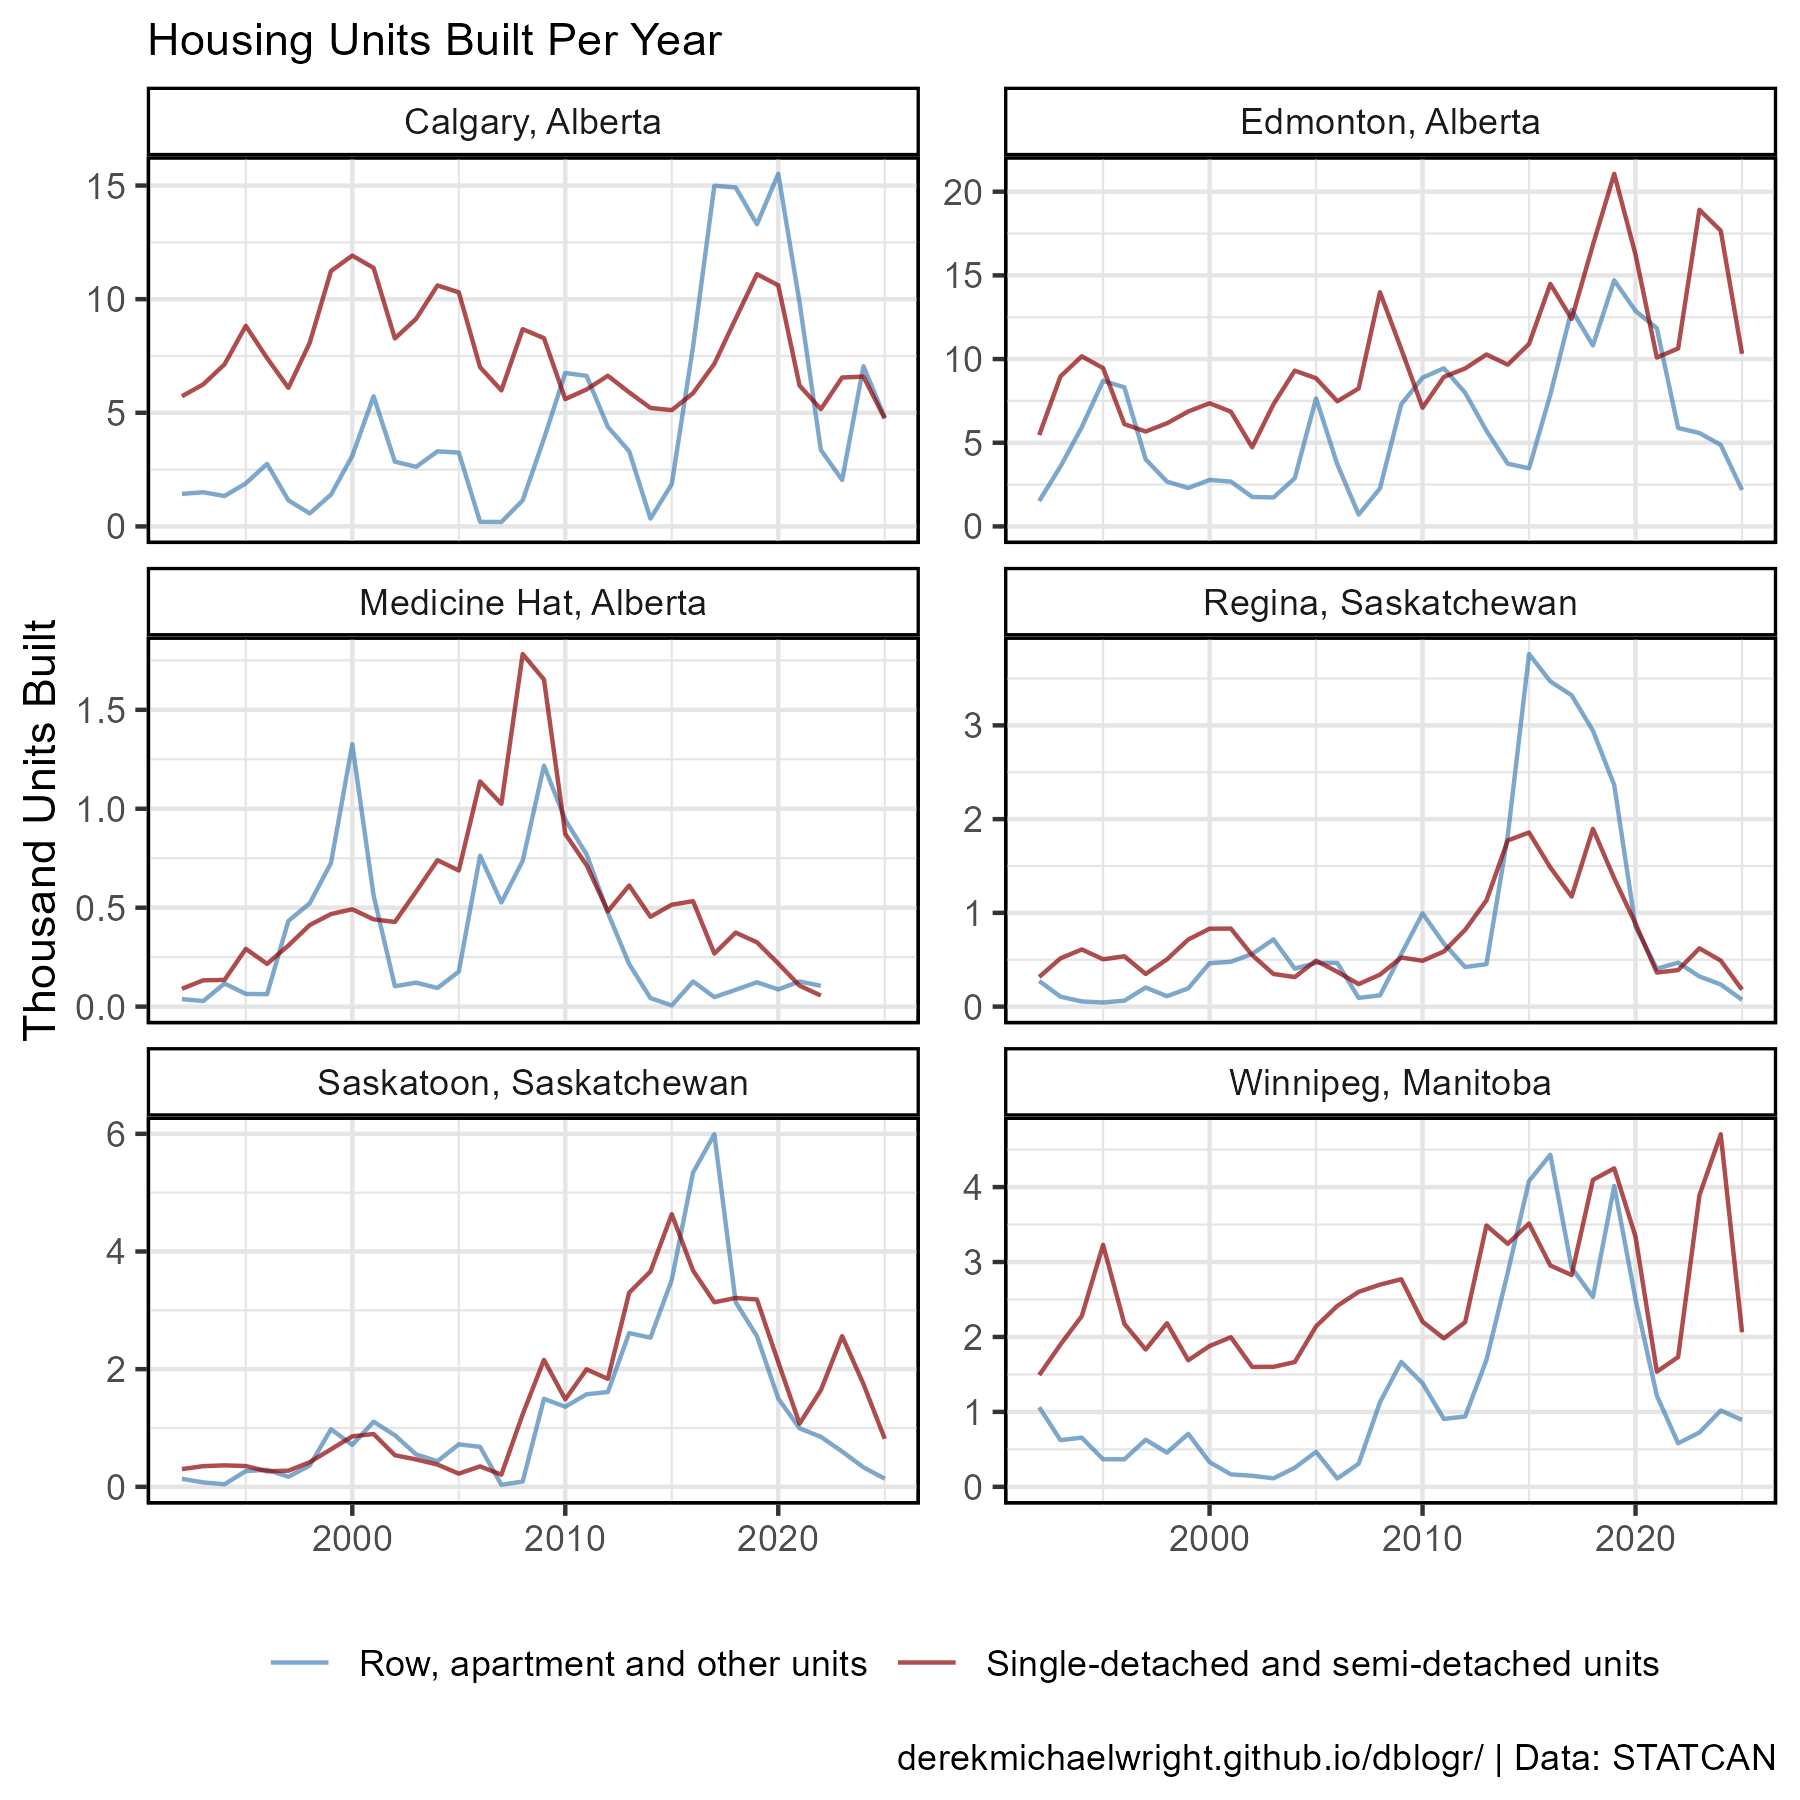 Housing Units Built Per Year
Calgary, Alberta
Edmonton, Alberta
15
10
5
0
20
15
10
5
0
Thousand Units Built
Medicine Hat, Alberta
Regina, Saskatchewan
1.5
1.0
0.5
0.0
3
2
1
0
Saskatoon, Saskatchewan
Winnipeg, Manitoba
6
4
2
0
4
3
2
1
0
2000 2010 2020
2000 2010 2020
Row, apartment and other units
Single-detached and semi-detached units
derekmichaelwright.github.io/dblogr/ | Data: STATCAN